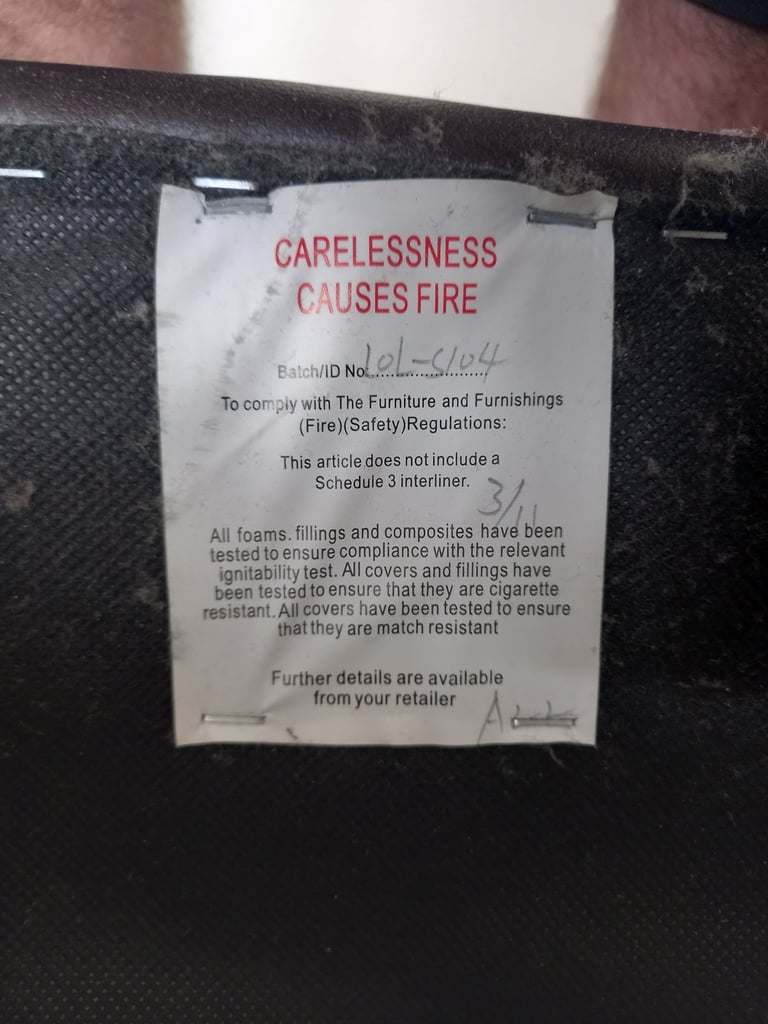 CARELESSNESS
CAUSES FIRE
Batch/ID No:
To comply with The Furniture and Furnishings
(Fire)(Safety)Regulations:
This article does not include a
Schedule 3 interliner.
3/11
All foams. fillings and composites have been
tested to ensure compliance with the relevant
ignitability test. All covers and fillings have
been tested to ensure that they are cigarette
resistant. All covers have been tested to ensure
that they are match resistant
Further details are available
from your retailer